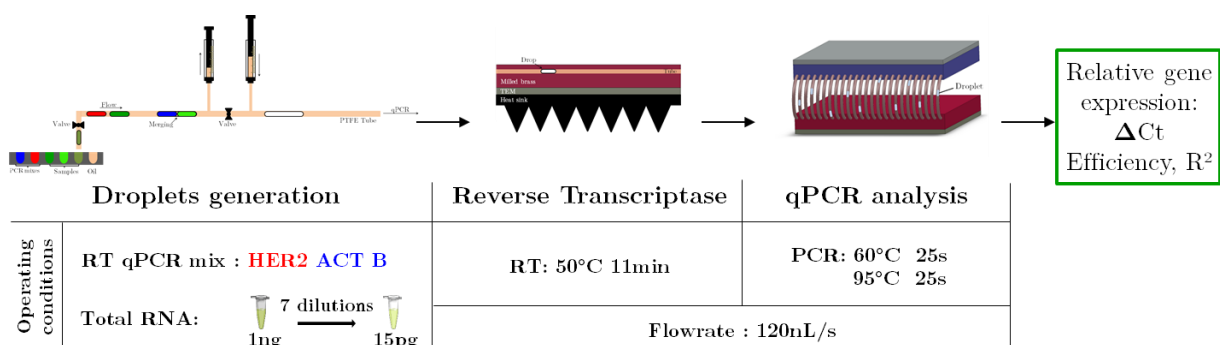 Flow
Valve
Merging
Valve
qPCR
PTFE Tube
PCR mixes
Samples
Oil
Drop
Tube
Milled brass
TEM
Heat sink
Droplet
Relative gene
expression:
ΔCt
Efficiency, R²
Droplets generation
Reverse Transcriptase
qPCR analysis
Operating
conditions
RT qPCR mix : HER2 ACT B
Total RNA:
7 dilutions
1ng
15pg
RT: 50°C 11min
PCR: 60°C 25s
95°C 25s
Flowrate : 120nL/s